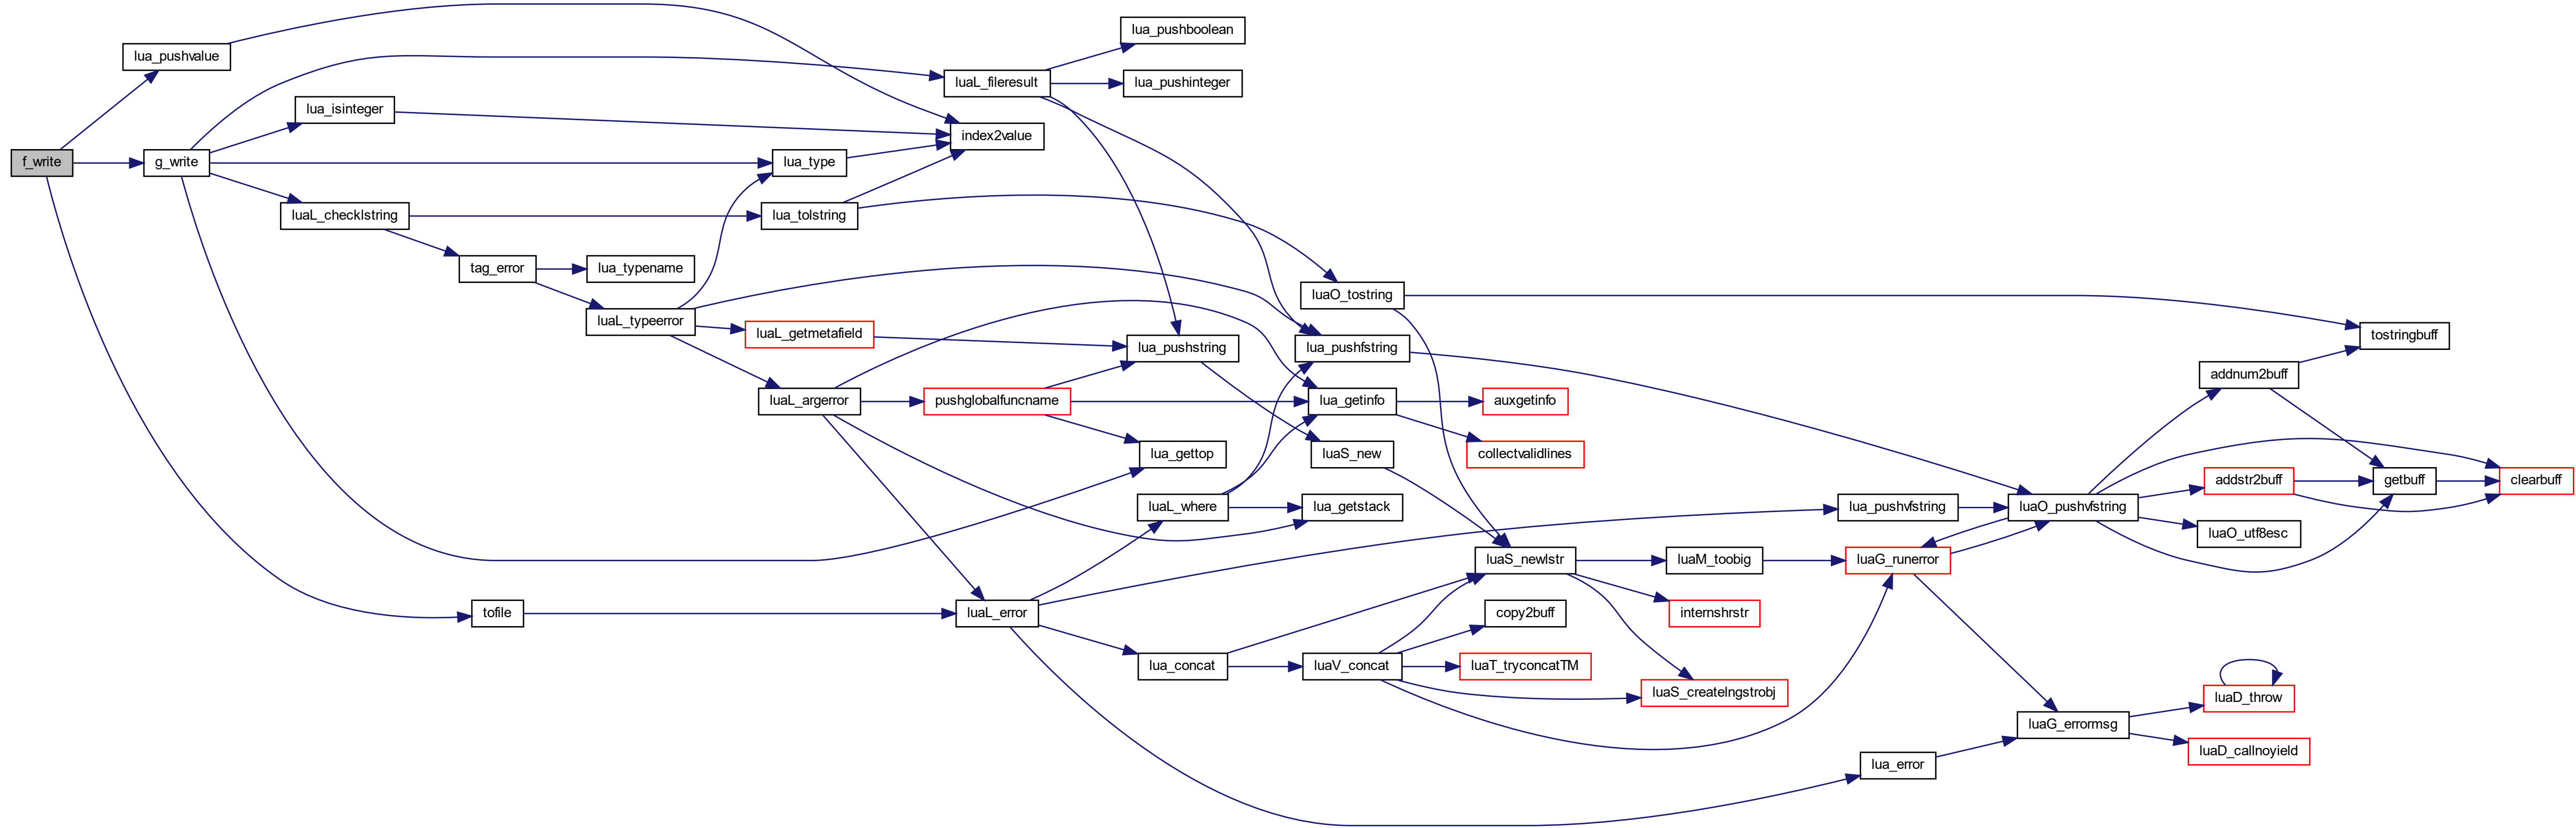 f_write
lua_pushvalue
g_write
tofile
lua_isinteger
luaL_checklstring
tag_error
lua_typename
luaL_typeerror
lua_type
lua_tolstring
luaL_getmetafield
luaL_argerror
luaL_fileresult
index2value
pushglobalfuncname
luaL_error
lua_pushboolean
lua_pushinteger
lua_pushstring
lua_gettop
luaL_where
lua_concat
luaO_tostring
lua_pushfstring
lua_getinfo
luaS_new
lua_getstack
luaV_concat
auxgetinfo
collectvalidlines
luaS_newlstr
copy2buff
luaT_tryconcatTM
luaM_toobig
internshrstr
luaS_createlngstrobj
lua_pushvfstring
luaG_runerror
lua_error
luaO_pushvfstring
luaG_errormsg
addnum2buff
addstr2buff
luaO_utf8esc
luaD_throw
luaD_callnoyield
tostringbuff
getbuff
clearbuff